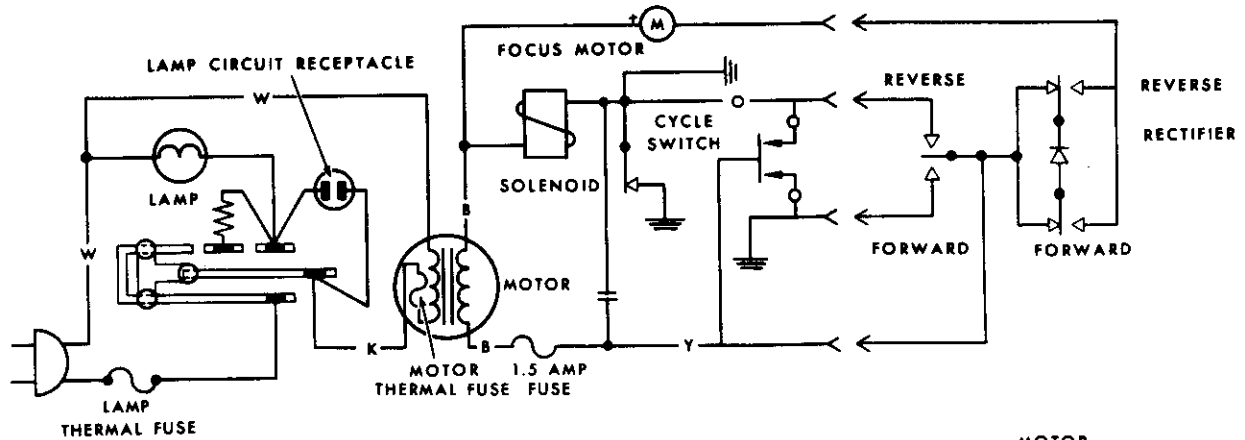 M
FOCUS MOTOR
LAMP CIRCUIT RECEPTACLE
W
REVERSE
REVERSE
CYCLE
SWITCH
RECTIFIER
SOLENOID
LAMP
B
W
FORWARD
FORWARD
MOTOR
K
B
Y
MOTOR
THERMAL FUSE
1.5 AMP
FUSE
LAMP
THERMAL FUSE
MOTOR